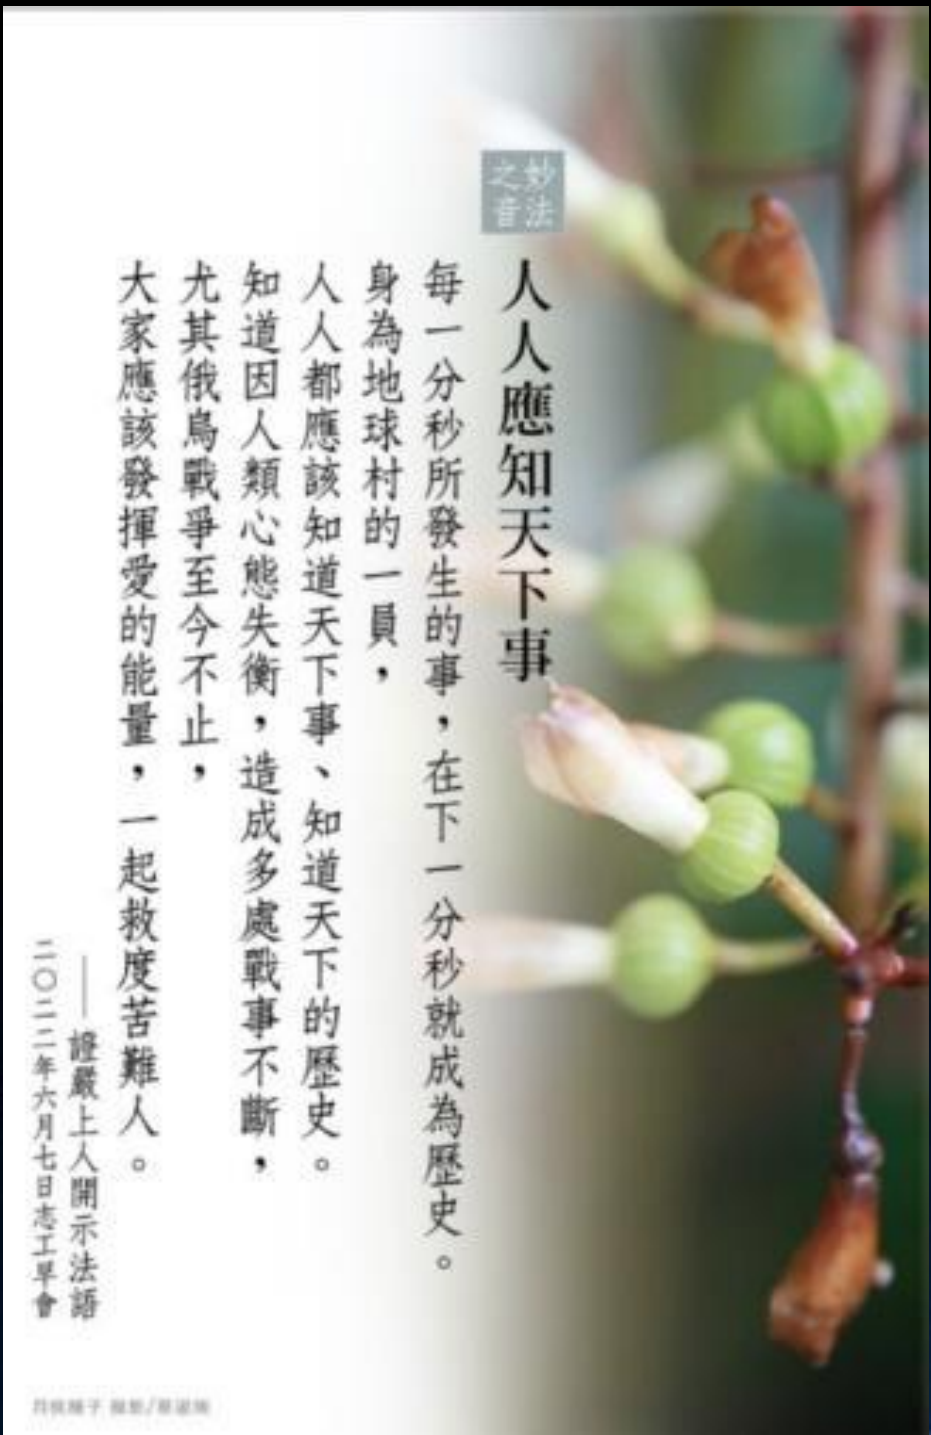 妙法之音
人人應知天下事
每一分秒所發生的事，在下一分秒就成為歷史。
身為地球村的一員，
人人都應該知道天下事、知道天下的歷史。
知道因人類心態失衡，造成多處戰事不斷，
尤其俄烏戰爭至今不止，
大家應該發揮愛的能量，一起救度苦難人。
——證嚴上人開示法語
二〇二二年六月七日志工早會